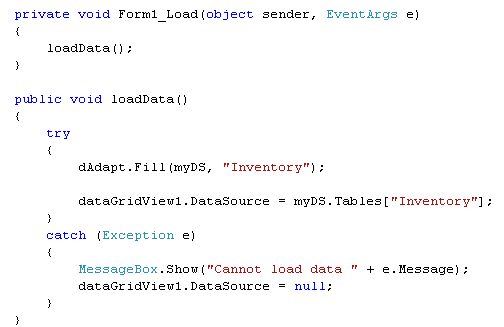 private void Form1_Load(object sender, EventArgs e)
{
    loadData();
}

public void loadData()
{
    try
    {
        dAdapt.Fill(myDS, "Inventory");

        dataGridView1.DataSource = myDS.Tables["Inventory"];
    }
    catch (Exception e)
    {
        MessageBox.Show("Cannot load data " + e.Message);
        dataGridView1.DataSource = null;
    }
}